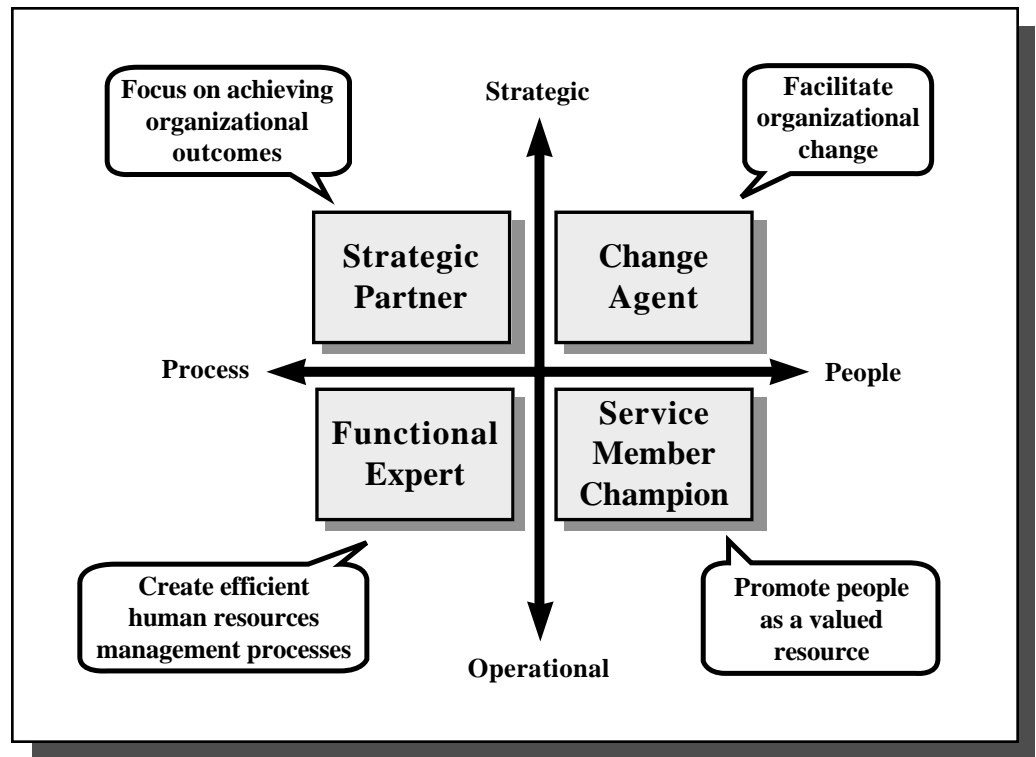 Focus on achieving
organizational
outcomes
Strategic
Facilitate
organizational
change
Strategic
Partner
Change
Agent
Process
People
Functional
Expert
Service
Member
Champion
Create efficient
human resources
management processes
Operational
Promote people
as a valued
resource